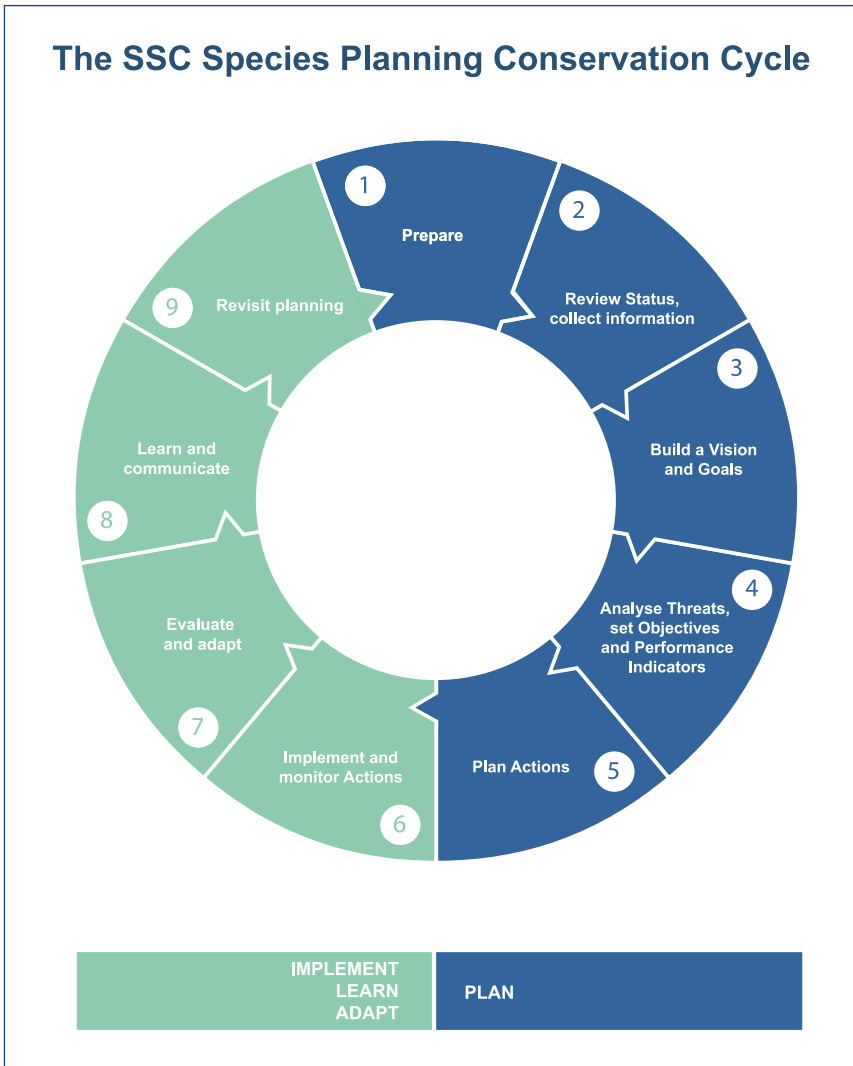 The SSC Species Planning Conservation Cycle
1
Prepare
2
Review Status,
collect information
3
Build a Vision
and Goals
4
Analyse Threats,
set Objectives
and Performance
Indicators
5
Plan Actions
6
Implement and
monitor Actions
7
Evaluate
and adapt
8
Learn and
communicate
9
Revisit planning
IMPLEMENT
LEARN
ADAPT
PLAN